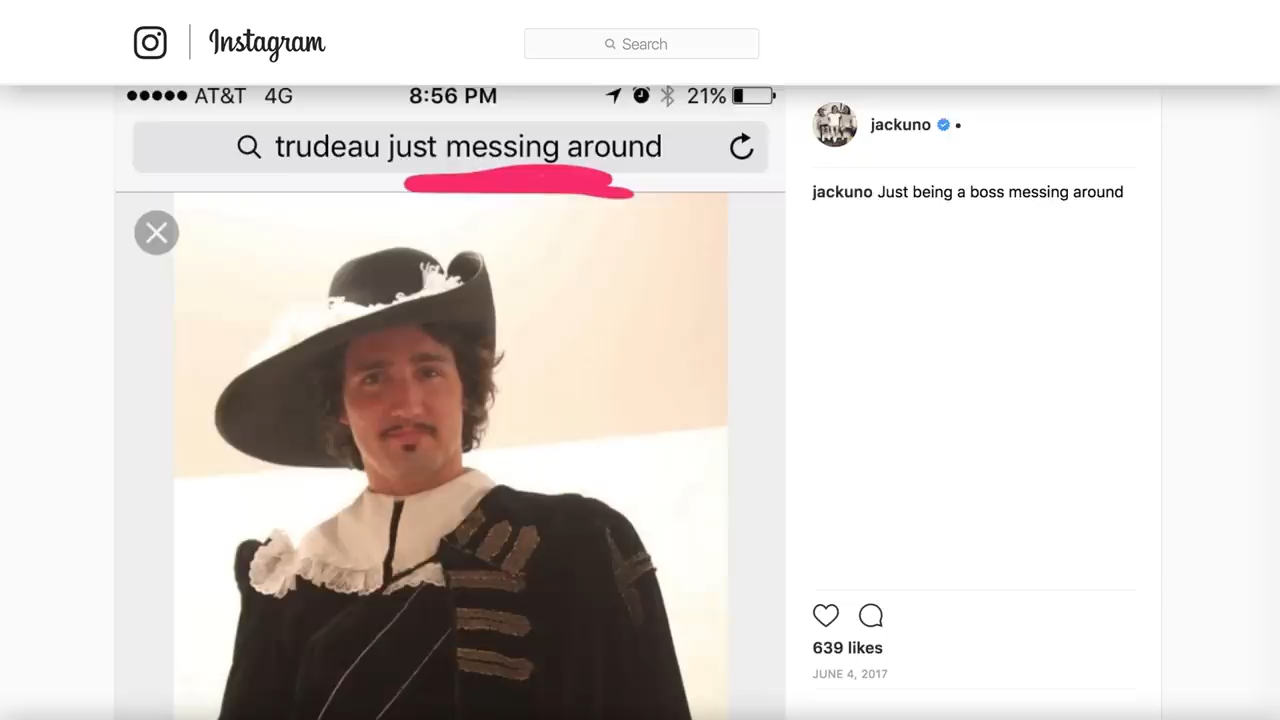 Instagram
Search
AT&T 4G 8:56 PM 21%
trudeau just messing around
jackuno •
jackuno Just being a boss messing around
639 likes
JUNE 4, 2017